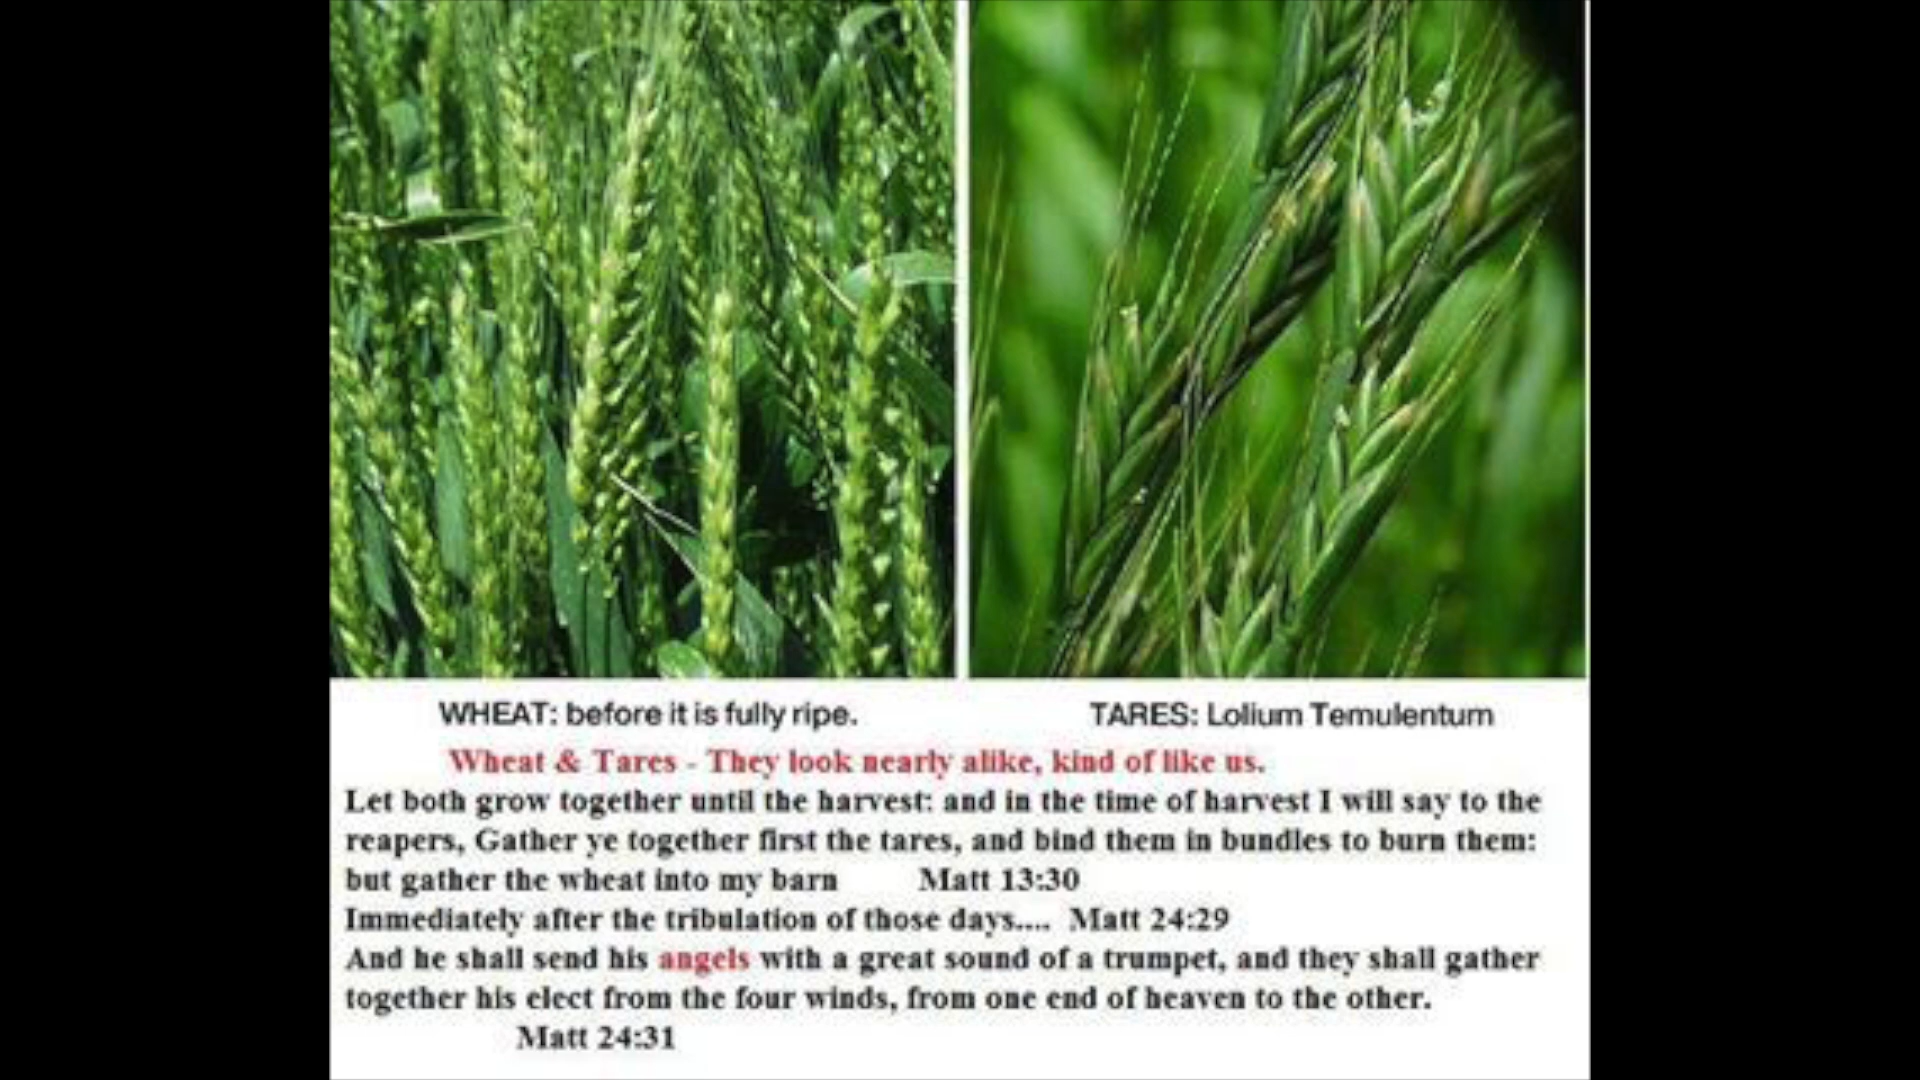 WHEAT: before it is fully ripe.
TARES: Lolium Temulentum
Wheat & Tares - They look nearly alike, kind of like us.
Let both grow together until the harvest: and in the time of harvest I will say to the
reapers, Gather ye together first the tares, and bind them in bundles to burn them:
but gather the wheat into my barn Matt 13:30
Immediately after the tribulation of those days.... Matt 24:29
And he shall send his angels with a great sound of a trumpet, and they shall gather
together his elect from the four winds, from one end of heaven to the other.
Matt 24:31